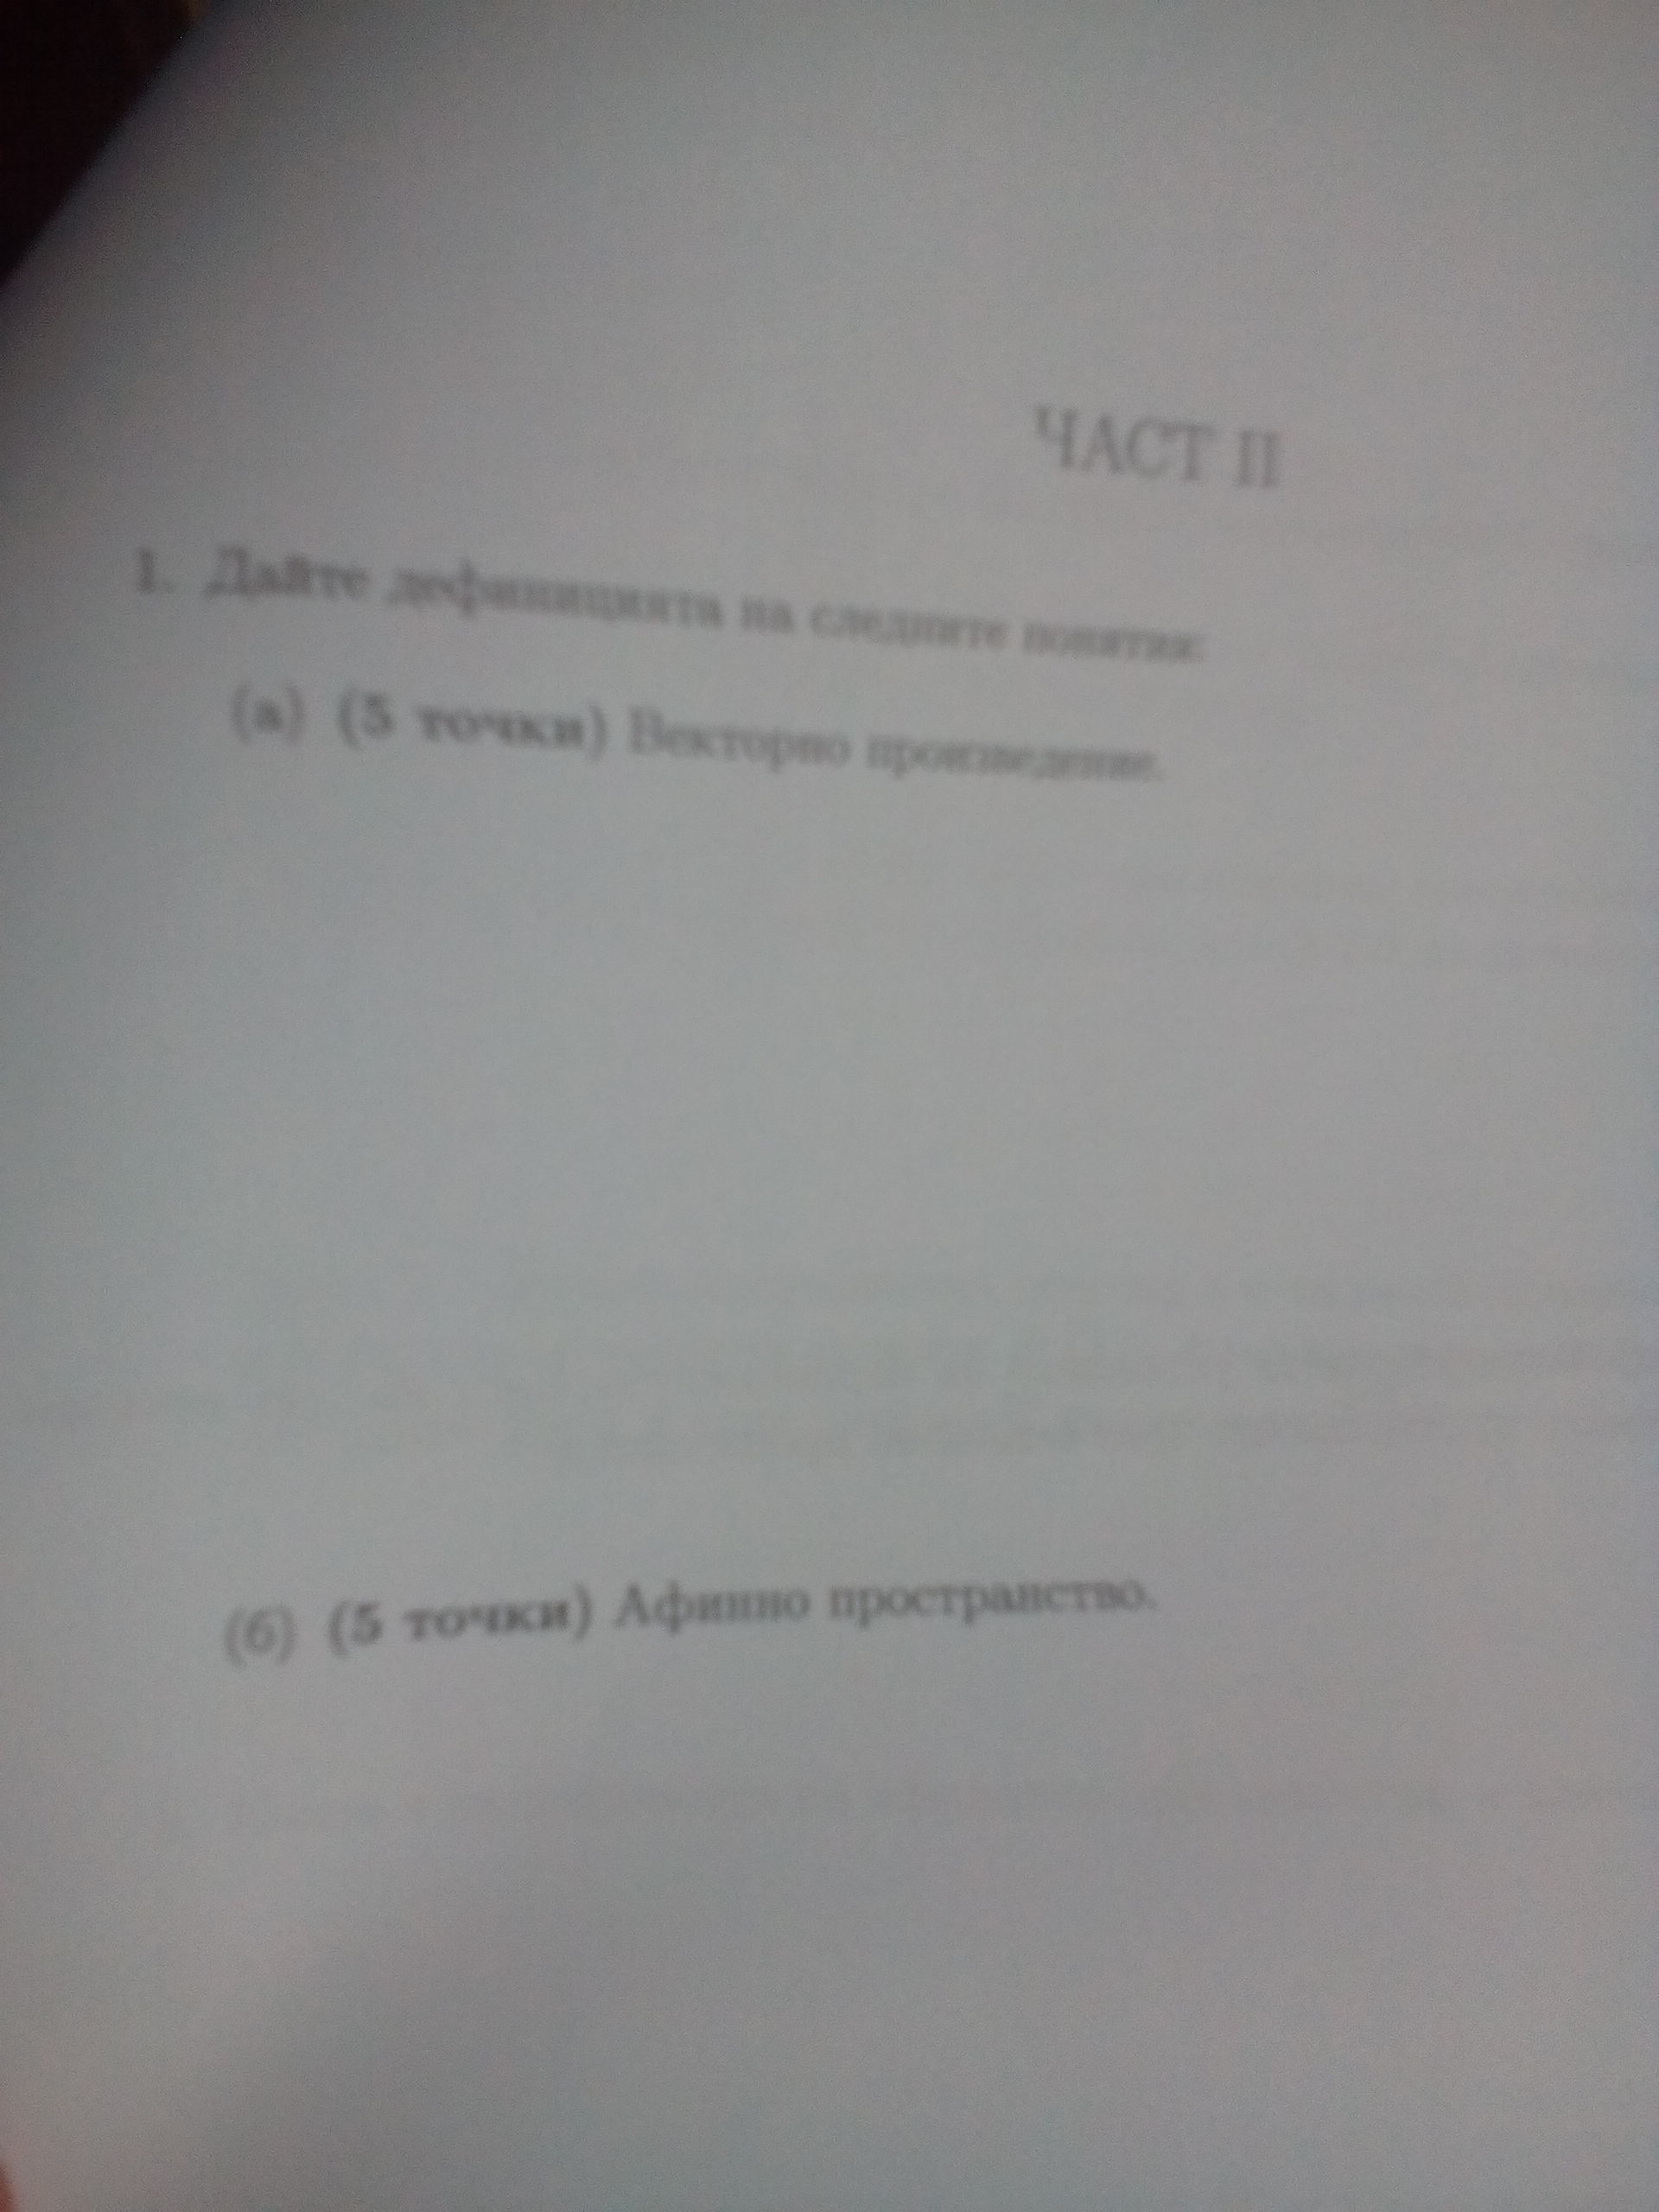 ЧАСТ II
1. Дайте дефиницията на следните понятия:
(а) (5 точки) Векторно произведение.
(б) (5 точки) Афинно пространство.